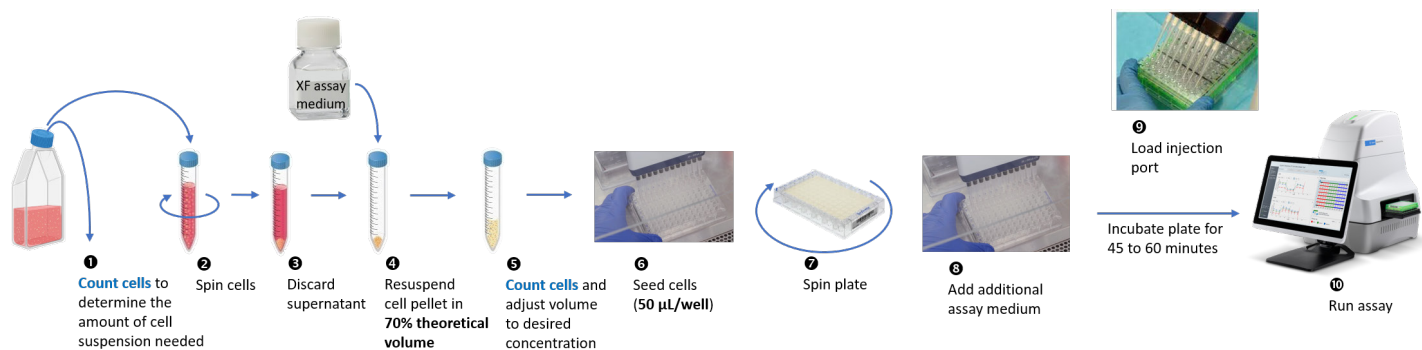 XF assay
medium
❶
Count cells to
determine the
amount of cell
suspension needed
❷
Spin cells
❸
Discard
supernatant
❹
Resuspend
cell pellet in
70% theoretical
volume
❺
Count cells and
adjust volume
to desired
concentration
❻
Seed cells
(50 µL/well)
❼
Spin plate
❽
Add additional
assay medium
❾
Load injection
port
Incubate plate for
45 to 60 minutes
❿
Run assay